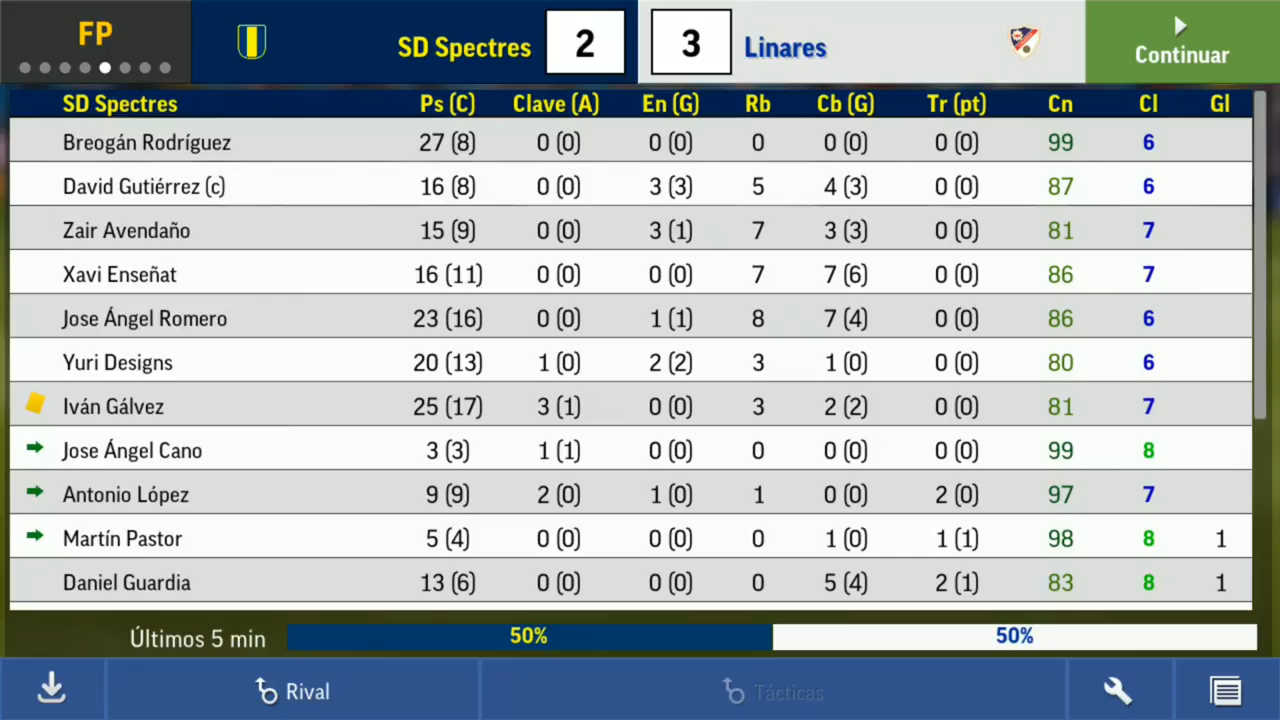 FP SD Spectres 2 3 Linares Continuar
SD Spectres Ps (C) Clave (A) En (G) Rb Cb (G) Tr (pt) Cn Cl Gl
Breogán Rodríguez 27 (8) 0 (0) 0 (0) 0 0 (0) 0 (0) 99 6
David Gutiérrez (c) 16 (8) 0 (0) 3 (3) 5 4 (3) 0 (0) 87 6
Zair Avendaño 15 (9) 0 (0) 3 (1) 7 3 (3) 0 (0) 81 7
Xavi Enseñat 16 (11) 0 (0) 0 (0) 7 7 (6) 0 (0) 86 7
Jose Ángel Romero 23 (16) 0 (0) 1 (1) 8 7 (4) 0 (0) 86 6
Yuri Designs 20 (13) 1 (0) 2 (2) 3 1 (0) 0 (0) 80 6
Iván Gálvez 25 (17) 3 (1) 0 (0) 3 2 (2) 0 (0) 81 7
Jose Ángel Cano 3 (3) 1 (1) 0 (0) 0 0 (0) 0 (0) 99 8
Antonio López 9 (9) 2 (0) 1 (0) 1 0 (0) 2 (0) 97 7
Martín Pastor 5 (4) 0 (0) 0 (0) 0 1 (0) 1 (1) 98 8 1
Daniel Guardia 13 (6) 0 (0) 0 (0) 0 5 (4) 2 (1) 83 8 1
Últimos 5 min 50% 50%
Rival Tácticas